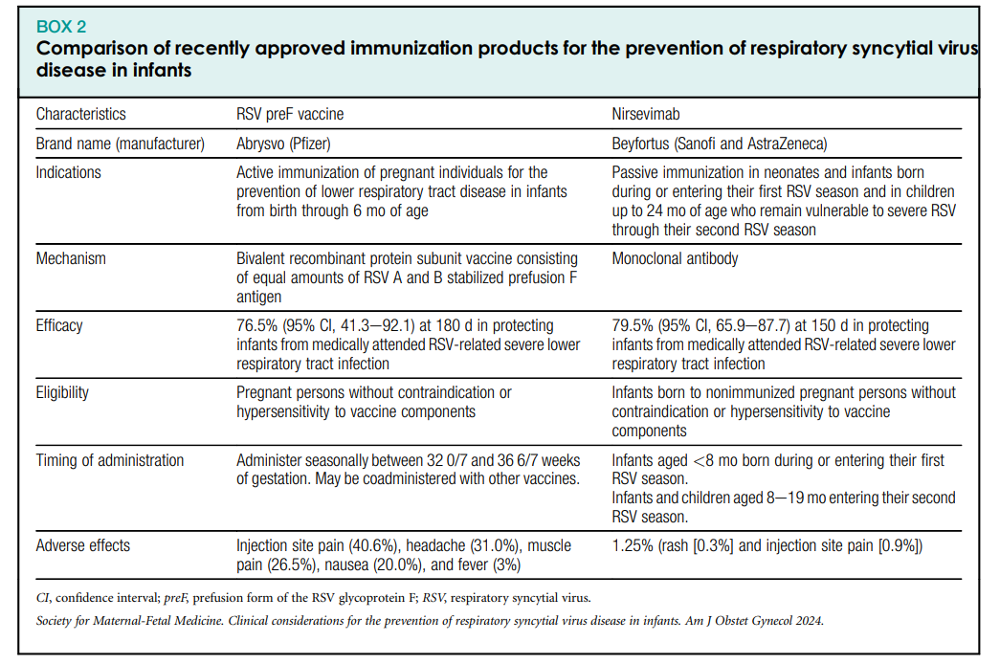 BOX 2
Comparison of recently approved immunization products for the prevention of respiratory syncytial virus
disease in infants
Characteristics RSV preF vaccine Nirsevimab
Brand name (manufacturer) Abrysvo (Pfizer) Beyfortus (Sanofi and AstraZeneca)
Indications Active immunization of pregnant individuals for the Passive immunization in neonates and infants born
prevention of lower respiratory tract disease in infants during or entering their first RSV season and in children
from birth through 6 mo of age up to 24 mo of age who remain vulnerable to severe RSV
through their second RSV season
Mechanism Bivalent recombinant protein subunit vaccine consisting Monoclonal antibody
of equal amounts of RSV A and B stabilized prefusion F
antigen
Efficacy 76.5% (95% CI, 41.3–92.1) at 180 d in protecting 79.5% (95% CI, 65.9–87.7) at 150 d in protecting
infants from medically attended RSV-related severe lower infants from medically attended RSV-related severe lower
respiratory tract infection respiratory tract infection
Eligibility Pregnant persons without contraindication or Infants born to nonimmunized pregnant persons without
hypersensitivity to vaccine components contraindication or hypersensitivity to vaccine
components
Timing of administration Administer seasonally between 32 0/7 and 36 6/7 weeks Infants aged <8 mo born during or entering their first
of gestation. May be coadministered with other vaccines. RSV season.
Infants and children aged 8–19 mo entering their second
RSV season.
Adverse effects Injection site pain (40.6%), headache (31.0%), muscle 1.25% (rash [0.3%] and injection site pain [0.9%])
pain (26.5%), nausea (20.0%), and fever (3%)
CI, confidence interval; preF, prefusion form of the RSV glycoprotein F; RSV, respiratory syncytial virus.
Society for Maternal-Fetal Medicine. Clinical considerations for the prevention of respiratory syncytial virus disease in infants. Am J Obstet Gynecol 2024.